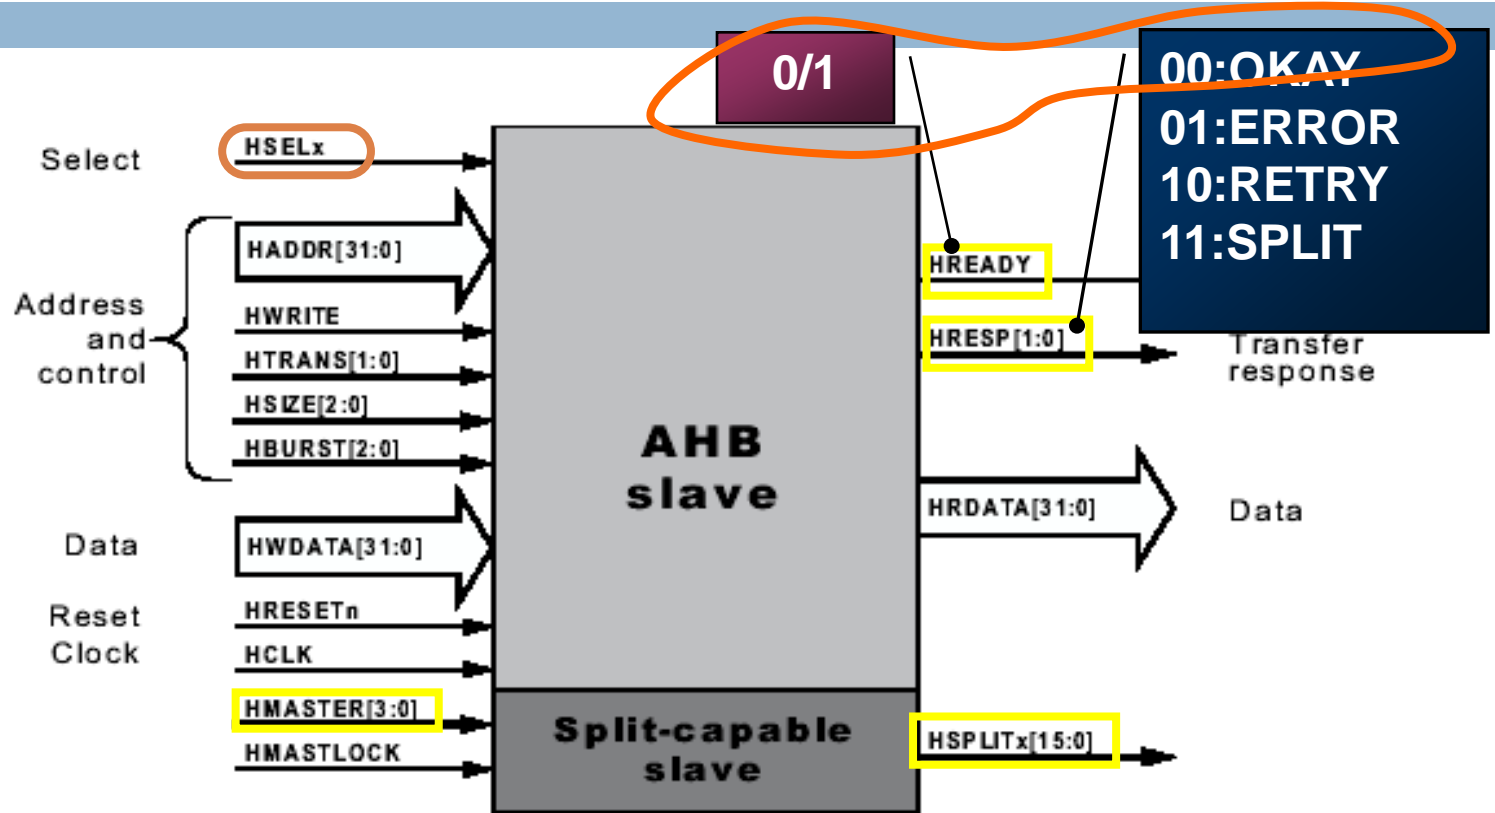 0/1
00:OKAY
01:ERROR
10:RETRY
11:SPLIT
Select
HSELx
HADDR[31:0]
Address
and
control
HWRITE
HTRANS[1:0]
HSIZE[2:0]
HBURST[2:0]
Data
HWDATA[31:0]
Reset
HRESETn
Clock
HCLK
HMASTER[3:0]
HMASTLOCK
AHB
slave
Split-capable
slave
HREADY
HRESP[1:0]
Transfer
response
HRDATA[31:0]
Data
HSPLITx[15:0]